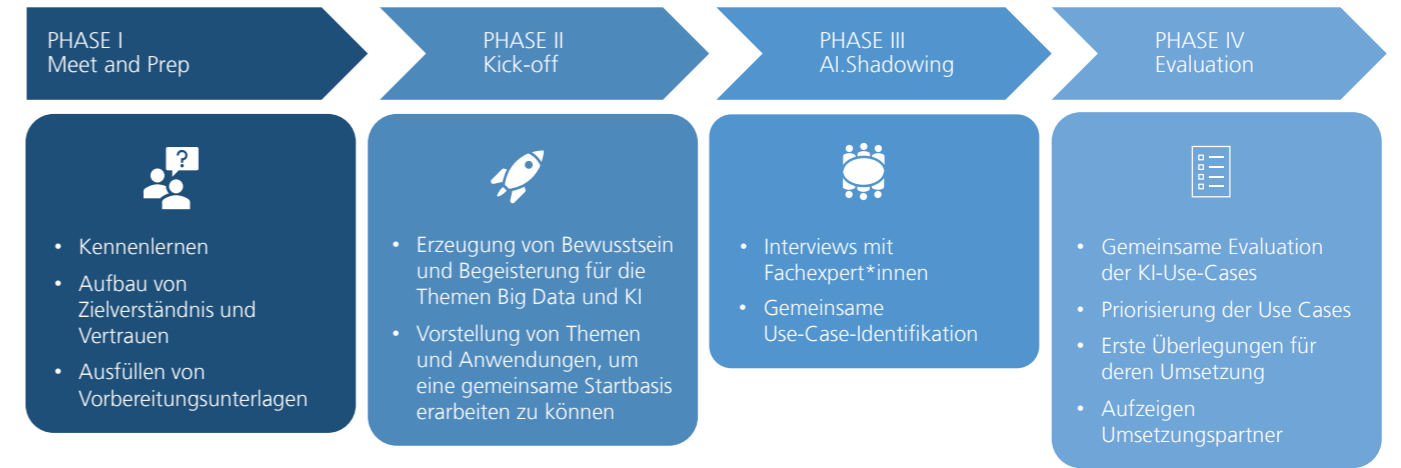 PHASE I
Meet and Prep
PHASE II
Kick-off
PHASE III
AI.Shadowing
PHASE IV
Evaluation
?
• Kennenlernen
• Aufbau von
Zielverständnis und
Vertrauen
• Ausfüllen von
Vorbereitungsunterlagen
• Erzeugung von Bewusstsein
und Begeisterung für die
Themen Big Data und KI
• Vorstellung von Themen
und Anwendungen, um
eine gemeinsame Startbasis
erarbeiten zu können
• Interviews mit
Fachexpert*innen
• Gemeinsame
Use-Case-Identifikation
• Gemeinsame Evaluation
der KI-Use-Cases
• Priorisierung der Use Cases
• Erste Überlegungen für
deren Umsetzung
• Aufzeigen
Umsetzungspartner